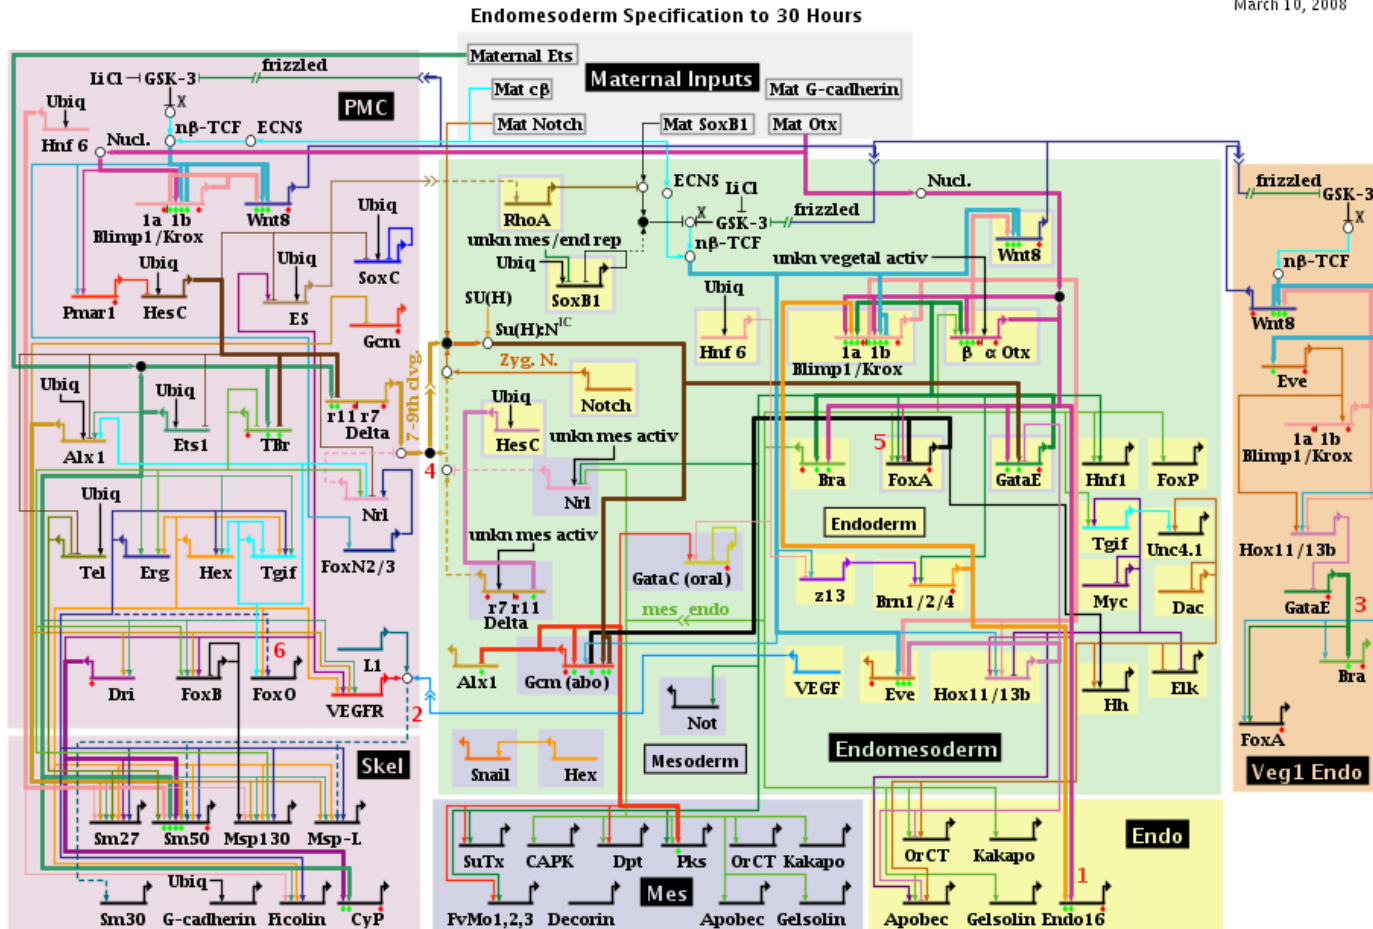 March 10, 2008
Endomesoderm Specification to 30 Hours
Maternal Ets
Maternal Inputs
Mat cβ
Mat G-cadherin
Mat Notch
Mat SoxB1
Mat Otx
LiCl
GSK-3
frizzled
X
Ubiq
PMC
nβ-TCF
ECNS
Hnf 6
Nucl.
1a 1b
Wnt8
Blimp1/Krox
Ubiq
SoxC
Ubiq
Ubiq
Pmar1
HesC
ES
Gcm
Ubiq
Ubiq
r11 r7
Delta
7-9th clvg.
Alx1
Ets1
TBr
Ubiq
Nrl
Tel
Erg
Hex
Tgif
FoxN2/3
6
L1
Dri
FoxB
FoxO
VEGFR
2
Skel
Sm27
Sm50
Msp130
Msp-L
Ubiq
Sm30
G-cadherin
Ficolin
CyP
ECNS
LiCl
Nucl.
RhoA
X
GSK-3
frizzled
unkn mes/end rep
nβ-TCF
Wnt8
Ubiq
unkn vegetal activ
SoxB1
SU(H)
Ubiq
Su(H):N^IC
Hnf 6
1a 1b
β α Otx
Zyg. N.
Blimp1/Krox
Notch
Ubiq
HesC
unkn mes activ
4
5
Nrl
Bra
FoxA
GataE
Hnf1
FoxP
Endoderm
unkn mes activ
Tgif
Unc4.1
GataC (oral)
r7 r11
Delta
z13
Brn1/2/4
Myc
Dac
mes endo
Alx1
Gcm (abo)
VEGF
Eve
Hox11/13b
Hh
Elk
Not
Snail
Hex
Mesoderm
Endomesoderm
SuTx
CAPK
Dpt
Pks
OrCT
Kakapo
Mes
FvMo1,2,3
Decorin
Apobec
Gelsolin
Endo
OrCT
Kakapo
1
Apobec
Gelsolin
Endo16
frizzled
GSK-3
X
nβ-TCF
Wnt8
Eve
1a 1b
Blimp1/Krox
Hox11/13b
GataE
3
Bra
FoxA
Veg1 Endo